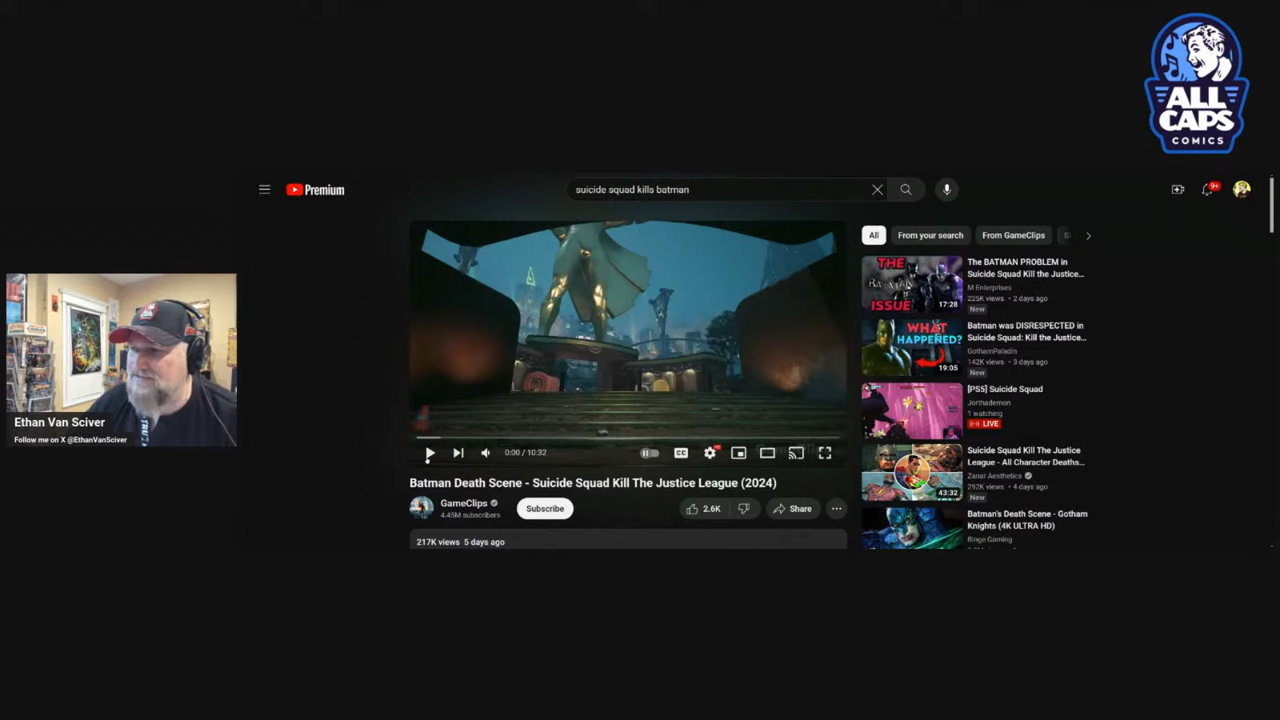 ALL
CAPS
COMICS
Premium
suicide squad kills batman
9+
All
From your search
From GameClips
S
THE
BATMAN
ISSUE
17:28
The BATMAN PROBLEM in
Suicide Squad Kill the Justice...
M Enterprises
225K views • 2 days ago
New
WHAT
HAPPENED?
19:05
Batman was DISRESPECTED in
Suicide Squad: Kill the Justice...
GothamPaladin
142K views • 3 days ago
New
[PS5] Suicide Squad
Jorthademon
1 watching
LIVE
Ethan Van Sciver
Follow me on X @EthanVanSciver
0:00 / 10:32
CC
43:32
Suicide Squad Kill The Justice
League - All Character Deaths...
Zanar Aesthetics
292K views • 4 days ago
New
Batman Death Scene - Suicide Squad Kill The Justice League (2024)
GameClips
4.45M subscribers
Subscribe
2.6K
Share
Batman's Death Scene - Gotham
Knights (4K ULTRA HD)
Binge Gaming
217K views 5 days ago